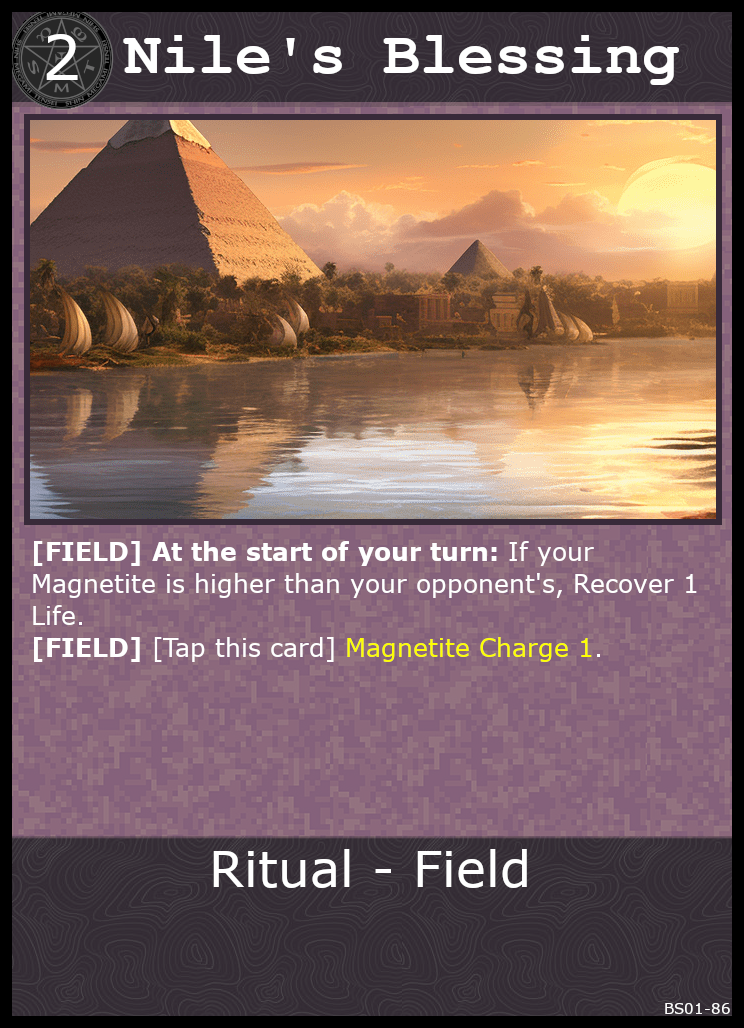 2 Nile's Blessing
[FIELD] At the start of your turn: If your
Magnetite is higher than your opponent's, Recover 1
Life.
[FIELD] [Tap this card] Magnetite Charge 1.
Ritual - Field
BS01-86